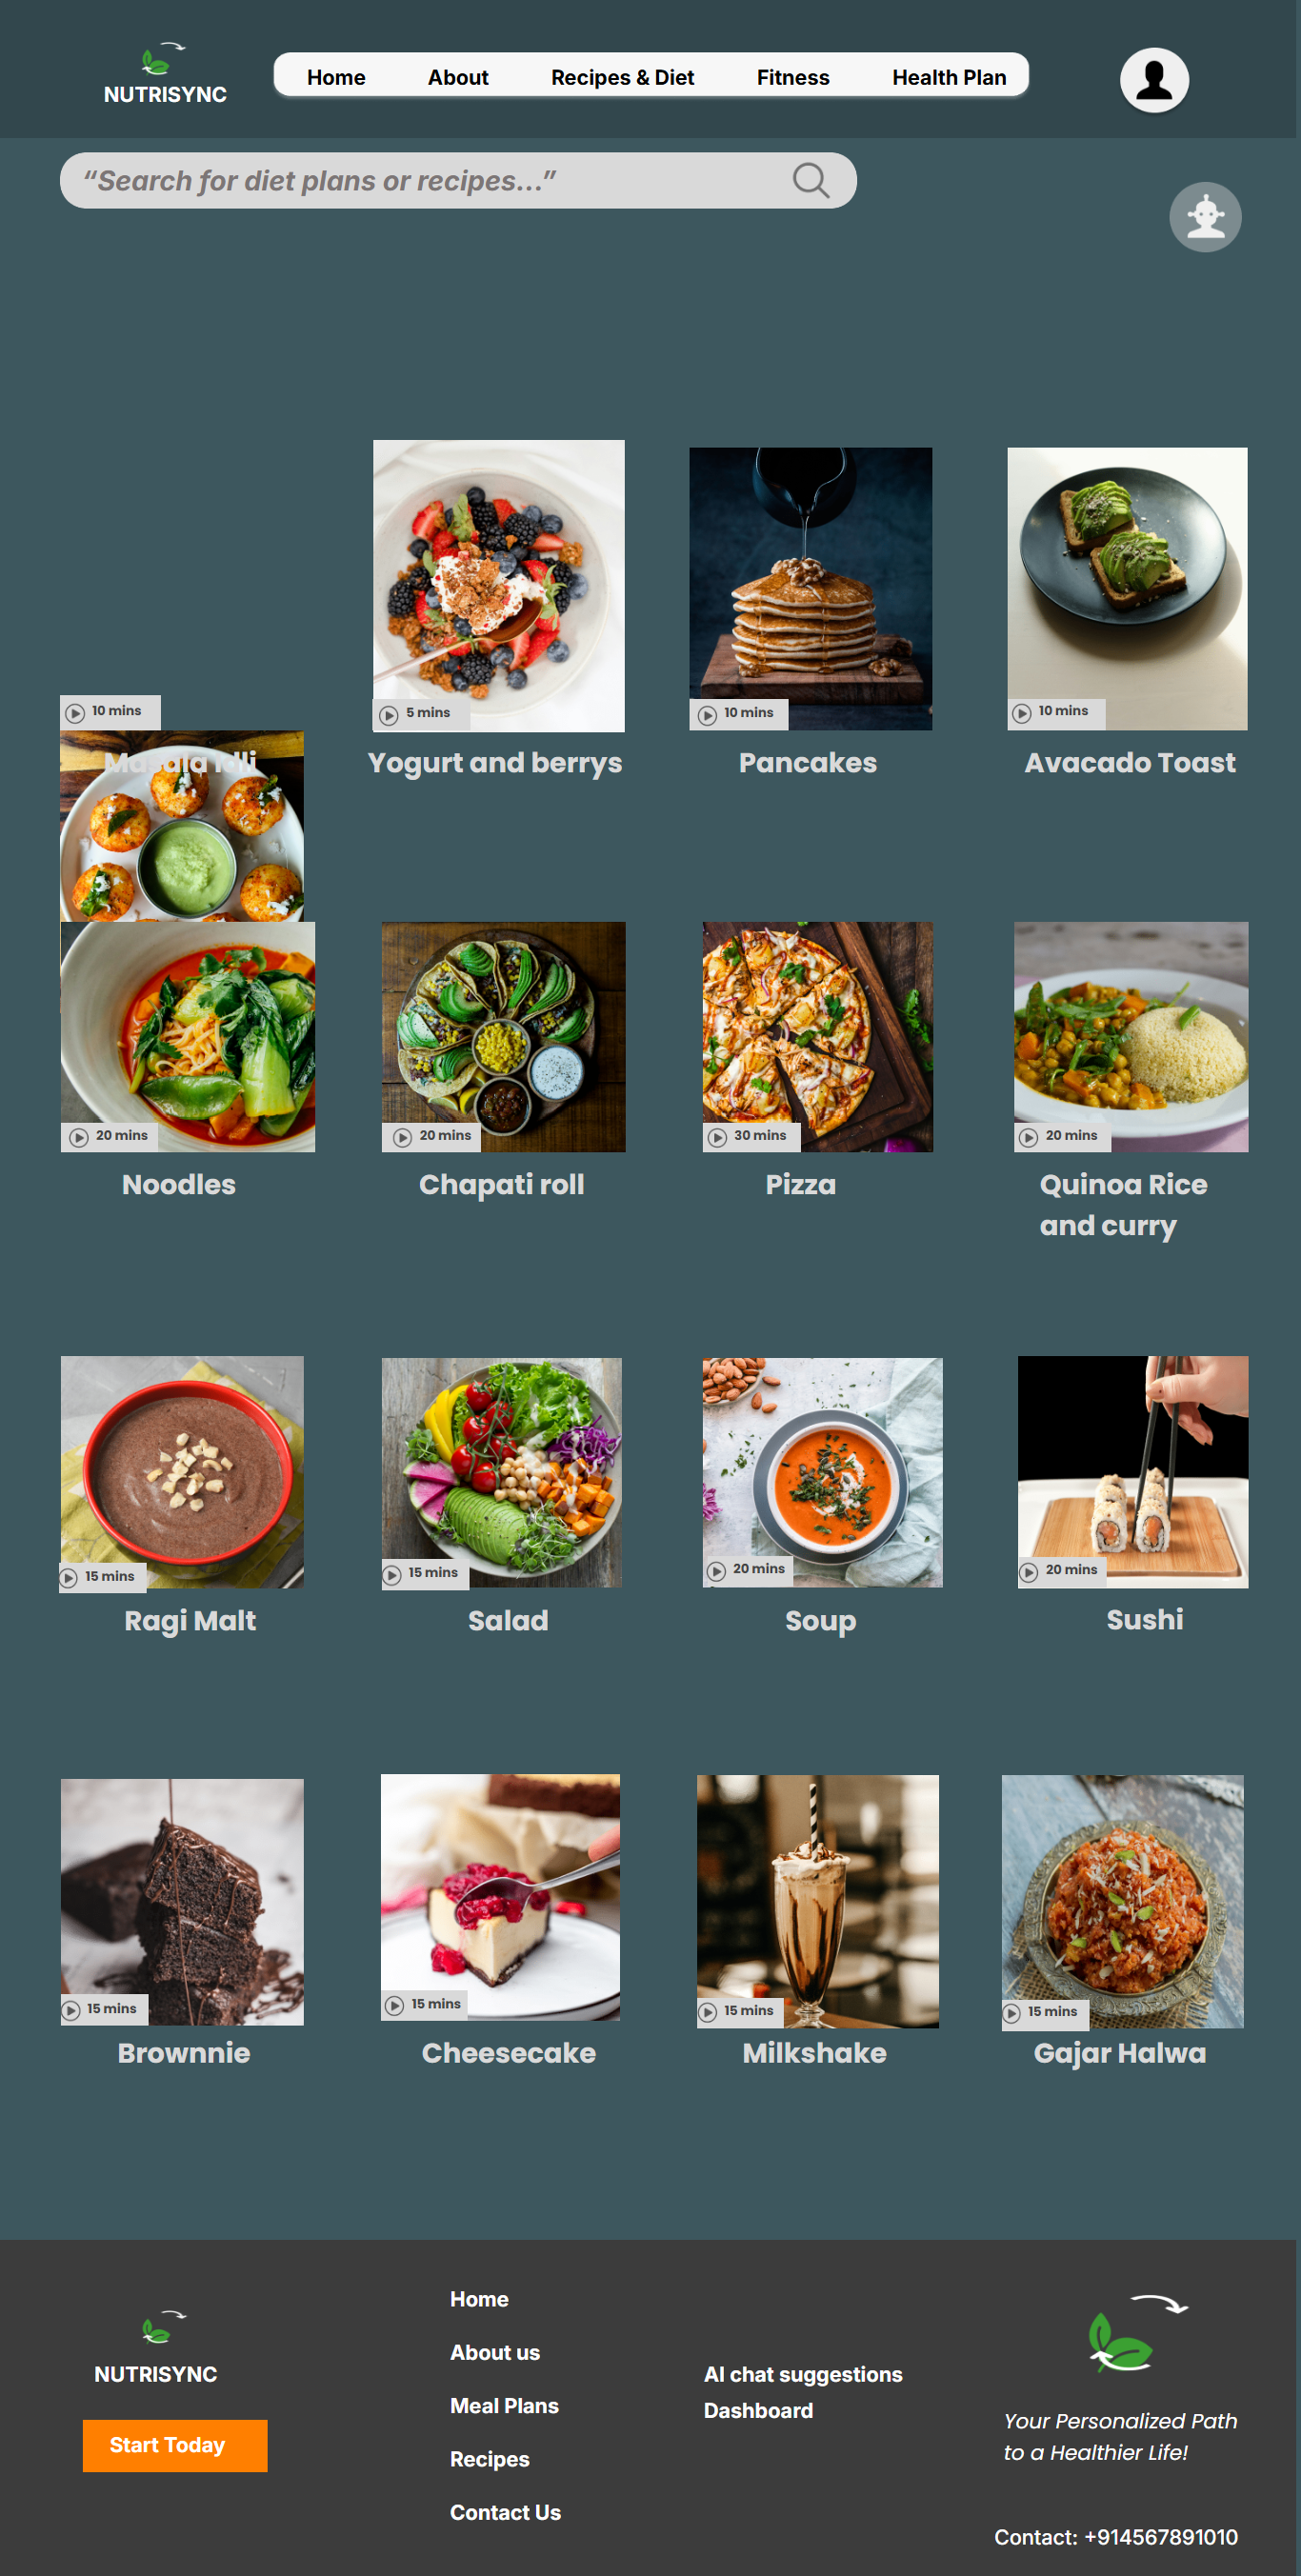 NUTRISYNC
Home About Recipes & Diet Fitness Health Plan
“Search for diet plans or recipes...”
10 mins
5 mins
10 mins
10 mins
Masala Idli
Yogurt and berrys
Pancakes
Avacado Toast
20 mins
20 mins
30 mins
20 mins
Noodles
Chapati roll
Pizza
Quinoa Rice
and curry
15 mins
15 mins
20 mins
20 mins
Ragi Malt
Salad
Soup
Sushi
15 mins
15 mins
15 mins
15 mins
Brownnie
Cheesecake
Milkshake
Gajar Halwa
NUTRISYNC
Start Today
Home
About us
Meal Plans
Recipes
Contact Us
AI chat suggestions
Dashboard
Your Personalized Path
to a Healthier Life!
Contact: +914567891010